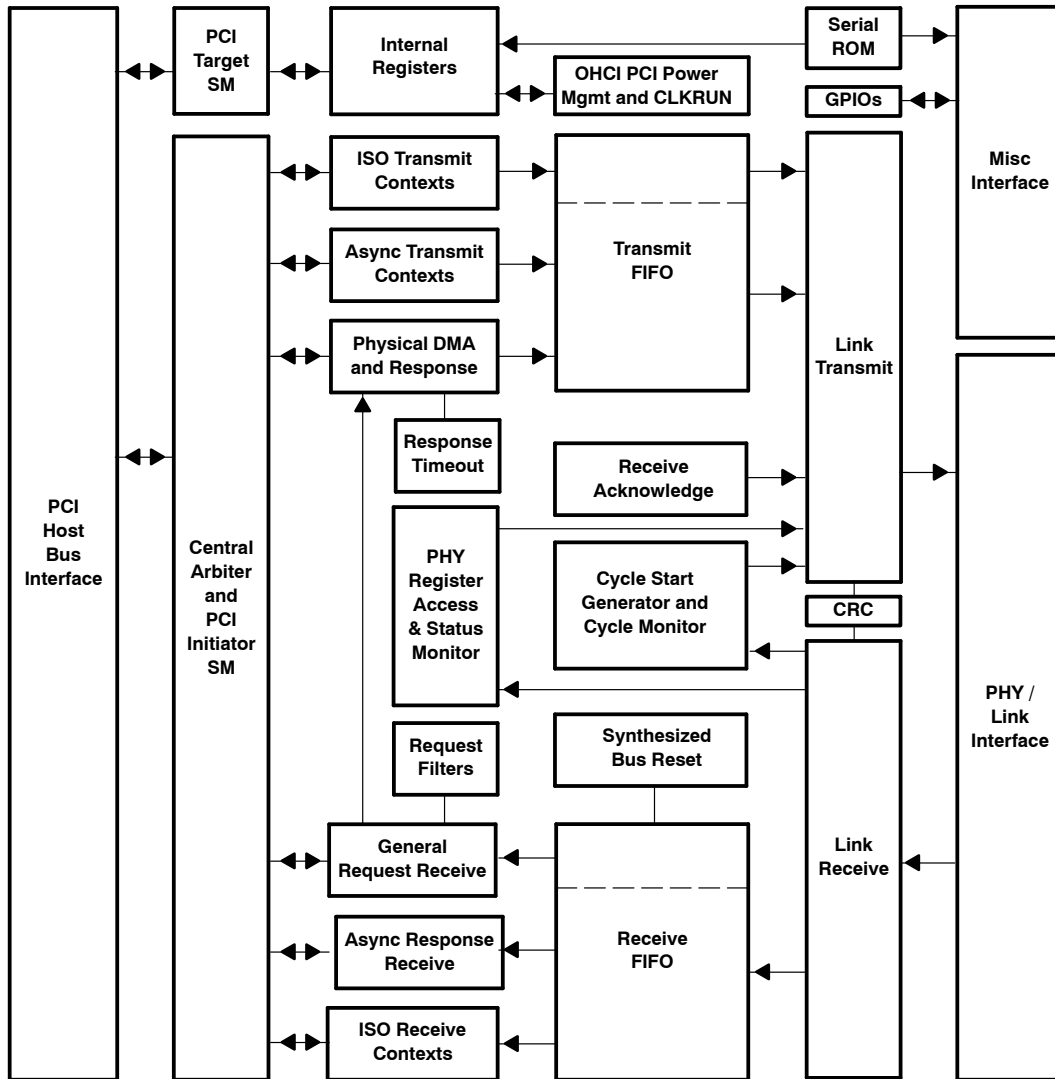 PCI
Target
SM
Internal
Registers
Serial
ROM
OHCI PCI Power
Mgmt and CLKRUN
GPIOs
Misc
Interface
ISO Transmit
Contexts
Async Transmit
Contexts
Transmit
FIFO
Physical DMA
and Response
Link
Transmit
Response
Timeout
Receive
Acknowledge
PCI
Host
Bus
Interface
Central
Arbiter
and
PCI
Initiator
SM
PHY
Register
Access
& Status
Monitor
Cycle Start
Generator and
Cycle Monitor
CRC
PHY /
Link
Interface
Request
Filters
Synthesized
Bus Reset
General
Request Receive
Link
Receive
Async Response
Receive
Receive
FIFO
ISO Receive
Contexts